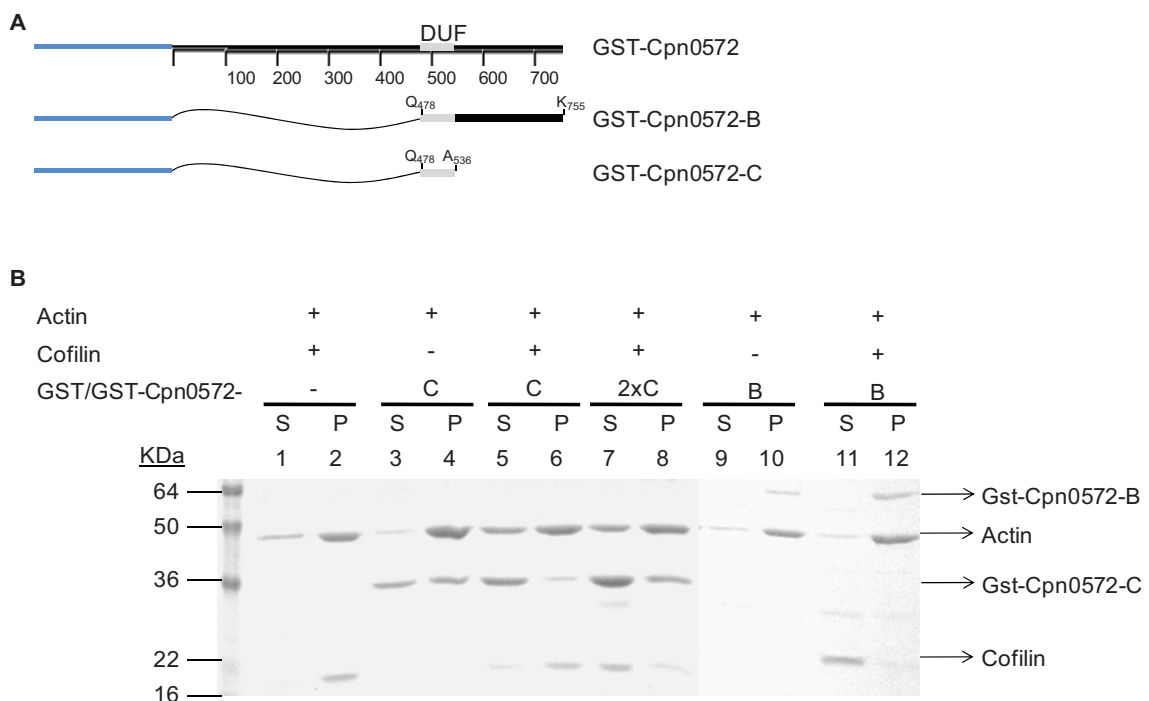 A
DUF
GST-Cpn0572
100 200 300 400 500 600 700
Q478 K755
GST-Cpn0572-B
Q478 A536
GST-Cpn0572-C
B
Actin + + + + + +
Cofilin + - + + - +
GST/GST-Cpn0572- - C C 2xC B B
S P S P S P S P S P S P
KDa 1 2 3 4 5 6 7 8 9 10 11 12
64 Gst-Cpn0572-B
50 Actin
36 Gst-Cpn0572-C
22 Cofilin
16